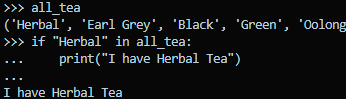 >>> all_tea
('Herbal', 'Earl Grey', 'Black', 'Green', 'Oolong
>>> if "Herbal" in all_tea:
...     print("I have Herbal Tea")
...
I have Herbal Tea